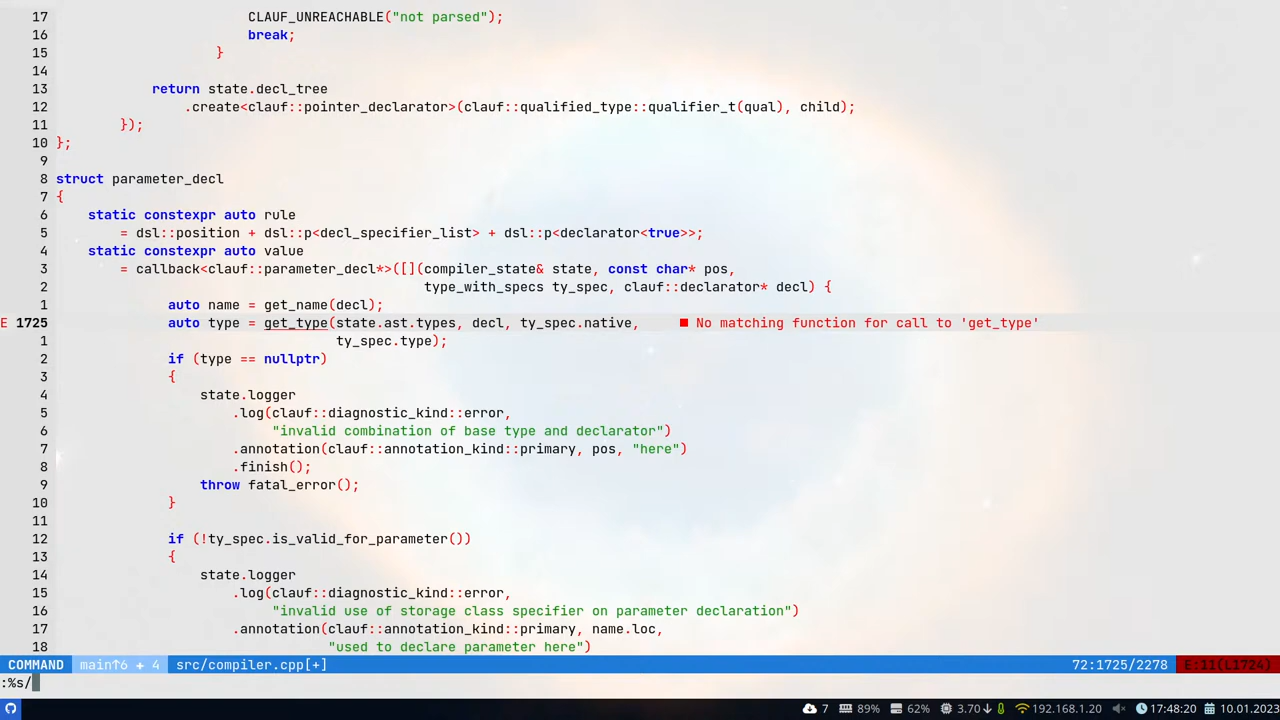 17                         CLAUF_UNREACHABLE("not parsed");
16                         break;
15                     }
14
13             return state.decl_tree
12                 .create<clauf::pointer_declarator>(clauf::qualified_type::qualifier_t(qual), child);
11         });
10 };
9
8 struct parameter_decl
7 {
6     static constexpr auto rule
5         = dsl::position + dsl::p<decl_specifier_list> + dsl::p<declarator<true>>;
4     static constexpr auto value
3         = callback<clauf::parameter_decl*>([](compiler_state& state, const char* pos,
2                                               type_with_specs ty_spec, clauf::declarator* decl) {
1               auto name = get_name(decl);
E 1725               auto type = get_type(state.ast.types, decl, ty_spec.native,     ■ No matching function for call to 'get_type'
1                                    ty_spec.type);
2               if (type == nullptr)
3               {
4                   state.logger
5                       .log(clauf::diagnostic_kind::error,
6                            "invalid combination of base type and declarator")
7                       .annotation(clauf::annotation_kind::primary, pos, "here")
8                       .finish();
9                   throw fatal_error();
10               }
11
12               if (!ty_spec.is_valid_for_parameter())
13               {
14                   state.logger
15                       .log(clauf::diagnostic_kind::error,
16                            "invalid use of storage class specifier on parameter declaration")
17                       .annotation(clauf::annotation_kind::primary, name.loc,
18                                   "used to declare parameter here")
COMMAND main↑6 + 4 src/compiler.cpp[+] 72:1725/2278 E:11(L1724)
:%s/
7 89% 62% 3.70↓ 192.168.1.20 17:48:20 10.01.2023